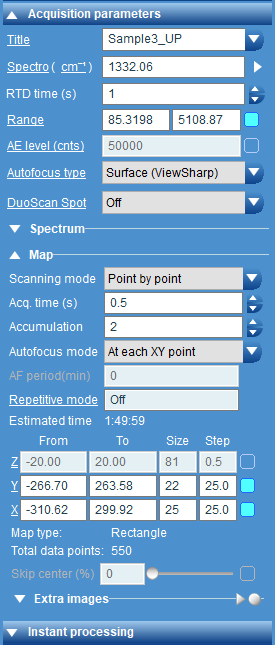 Acquisition parameters
Title Sample3_UP
Spectro ( cm⁻¹ ) 1332.06
RTD time (s) 1
Range 85.3198 5108.87
AE level (cnts) 50000
Autofocus type Surface (ViewSharp)
DuoScan Spot Off
Spectrum
Map
Scanning mode Point by point
Acq. time (s) 0.5
Accumulation 2
Autofocus mode At each XY point
AF period(min) 0
Repetitive mode Off
Estimated time 1:49:59
From To Size Step
Z -20.00 20.00 81 0.5
Y -266.70 263.58 22 25.0
X -310.62 299.92 25 25.0
Map type: Rectangle
Total data points: 550
Skip center (%) 0
Extra images
Instant processing